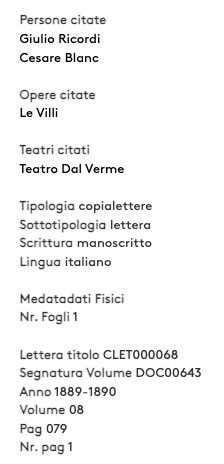 Persone citate
Giulio Ricordi
Cesare Blanc
Opere citate
Le Villi
Teatri citati
Teatro Dal Verme
Tipologia copialettere
Sottotipologia lettera
Scrittura manoscritto
Lingua italiano
Medatadati Fisici
Nr. Fogli 1
Lettera titolo CLET000068
Segnatura Volume DOC00643
Anno 1889-1890
Volume 08
Pag 079
Nr. pag 1